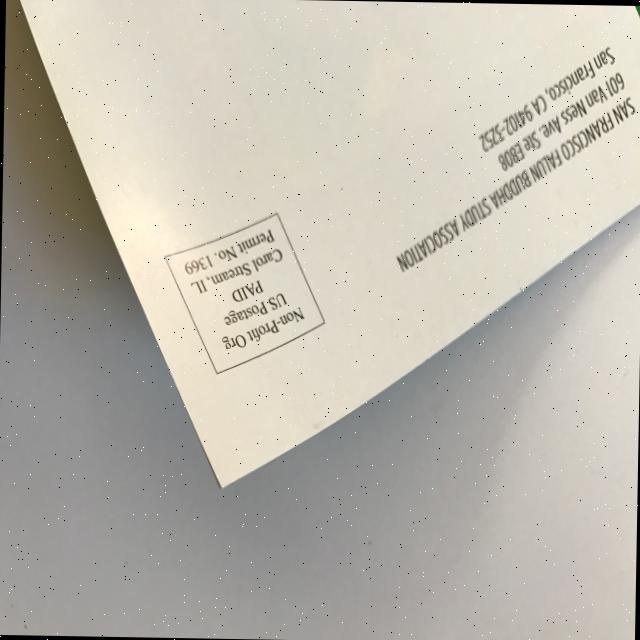 SAN FRANCISCO FALUN BUDDHA STUDY ASSOCIATION
601 Van Ness Ave. Ste E808
San Francisco, CA 94102-3252
Non-Profit Org
US Postage
PAID
Carol Stream, IL
Permit No. 1369